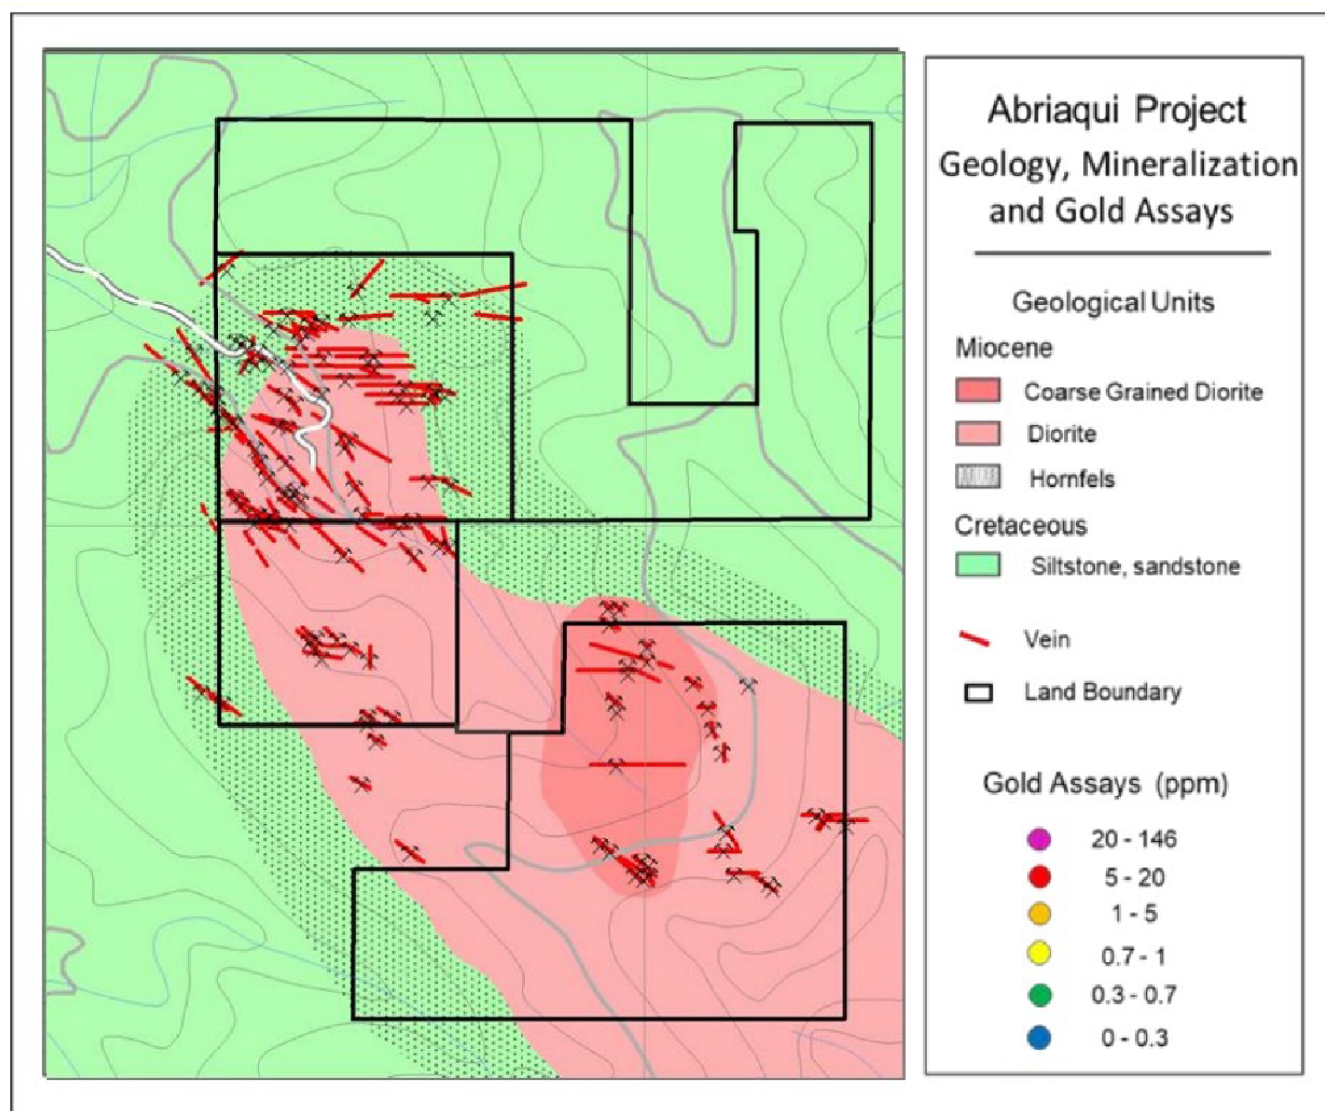 Abriaqui Project
Geology, Mineralization
and Gold Assays
Geological Units
Miocene
Coarse Grained Diorite
Diorite
Hornfels
Cretaceous
Siltstone, sandstone
Vein
Land Boundary
Gold Assays (ppm)
20 - 146
5 - 20
1 - 5
0.7 - 1
0.3 - 0.7
0 - 0.3